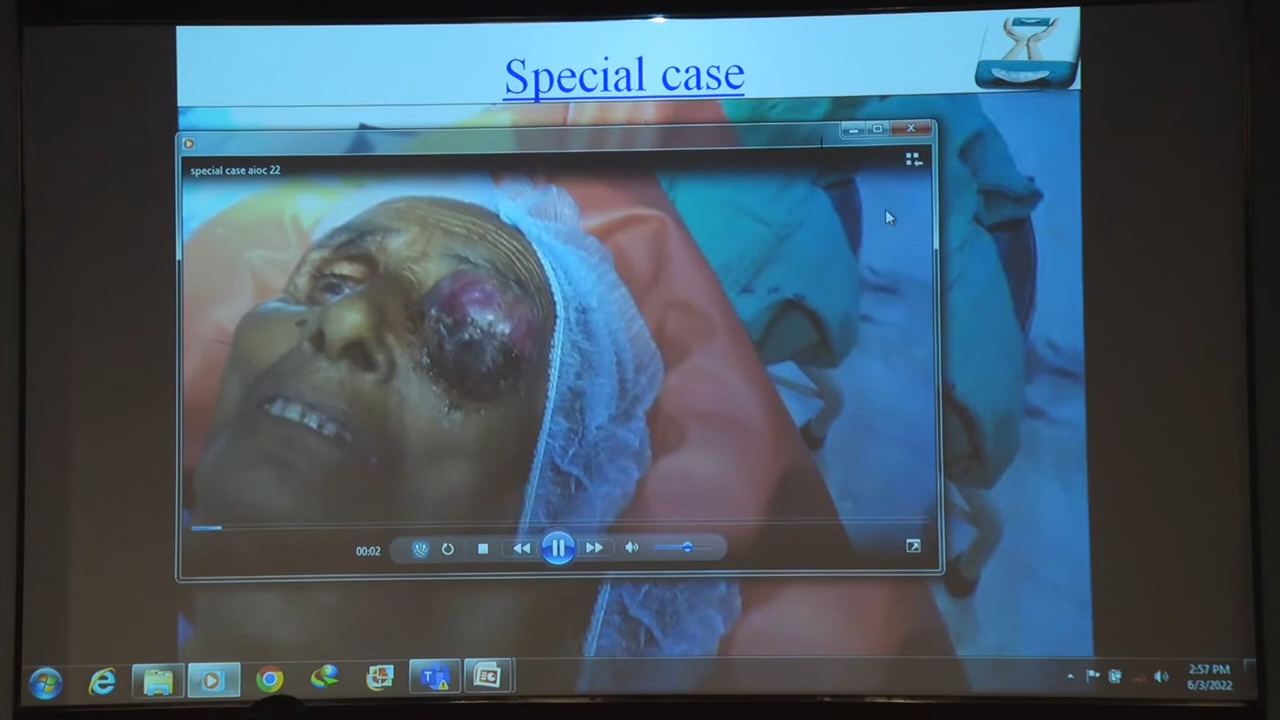 Special case
special case aioc 22
00:02
2:57 PM
6/3/2022